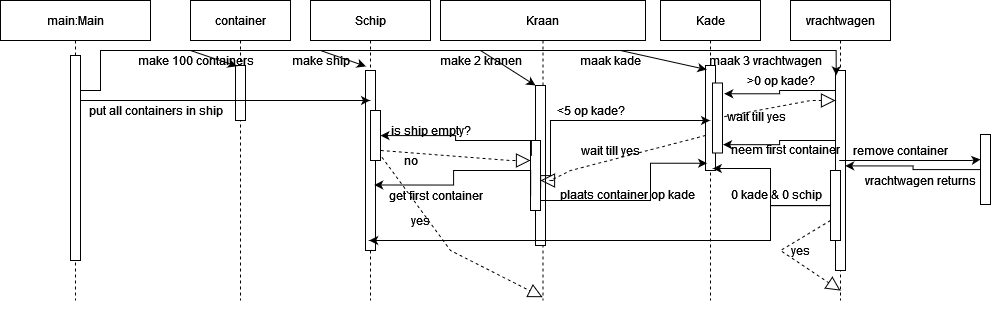 main:Main
container
Schip
Kraan
Kade
vrachtwagen
make 100 containers
make ship
make 2 kranen
maak kade
maak 3 vrachtwagen
>0 op kade?
put all containers in ship
<5 op kade?
wait till yes
is ship empty?
no
wait till yes
neem first container
remove container
get first container
plaats container op kade
0 kade & 0 schip
vrachtwagen returns
yes
yes